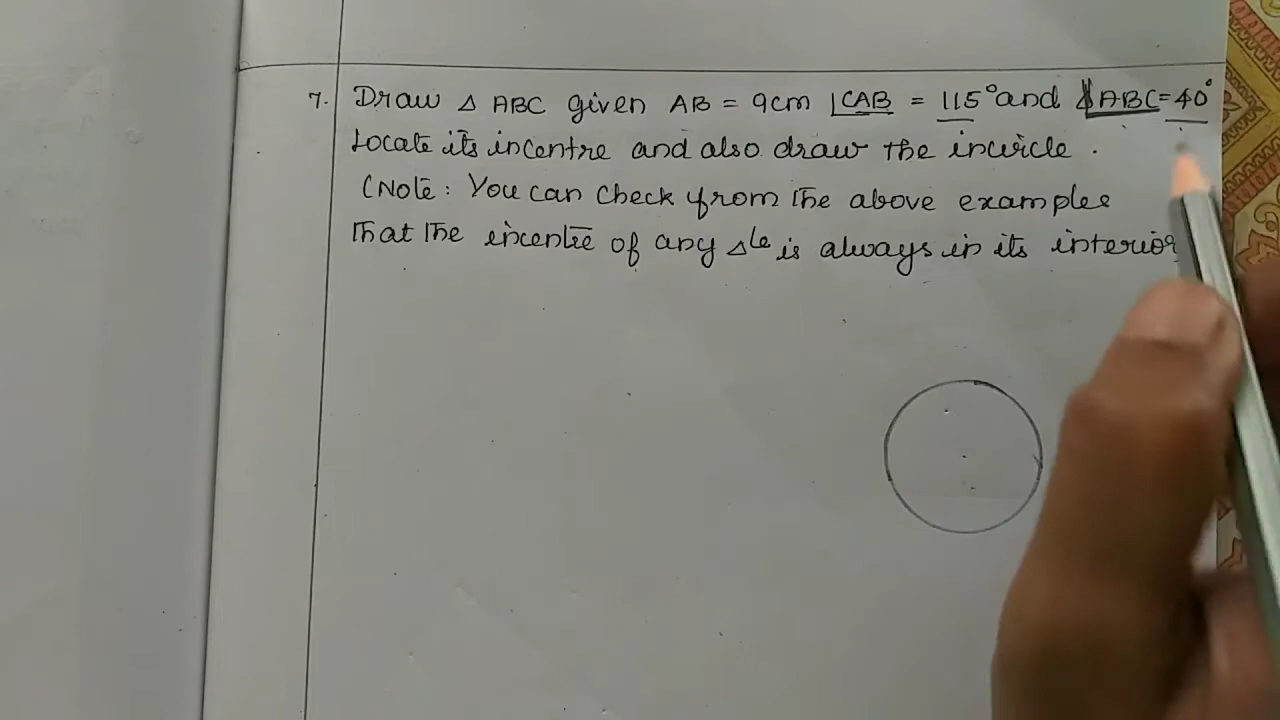 7. Draw △ ABC given AB = 9cm ∠CAB = 115° and ∠ABC = 40°
Locate its incentre and also draw the incircle .
(Note : You can check from the above examples
That the incentre of any △le is always in its interior